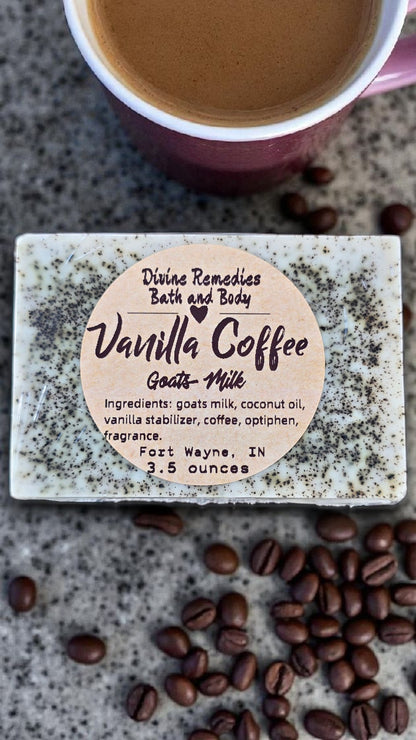 Divine Remedies
Bath and Body
Vanilla Coffee
Goats Milk
Ingredients: goats milk, coconut oil,
vanilla stabilizer, coffee, optiphen,
fragrance.
Fort Wayne, IN
3.5 ounces